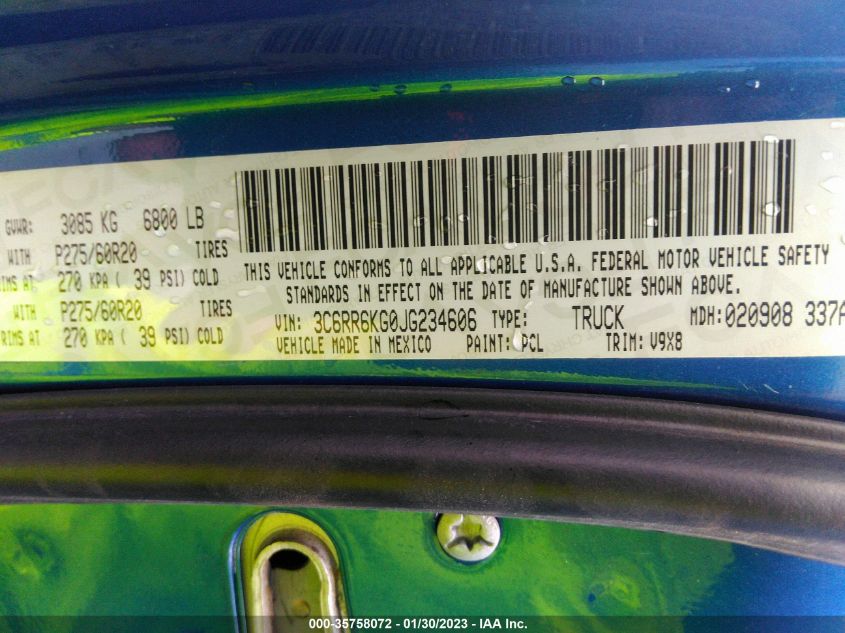 GVWR: 3085 KG 6800 LB
WITH P275/60R20 TIRES
RIMS AT 270 KPA ( 39 PSI) COLD
WITH P275/60R20 TIRES
RIMS AT 270 KPA ( 39 PSI) COLD
THIS VEHICLE CONFORMS TO ALL APPLICABLE U.S.A. FEDERAL MOTOR VEHICLE SAFETY
STANDARDS IN EFFECT ON THE DATE OF MANUFACTURE SHOWN ABOVE.
VIN: 3C6RR6KG0JG234606 TYPE: TRUCK MDH:020908 337A
VEHICLE MADE IN MEXICO PAINT: PCL TRIM: V9X8
000-35758072 - 01/30/2023 - IAA Inc.